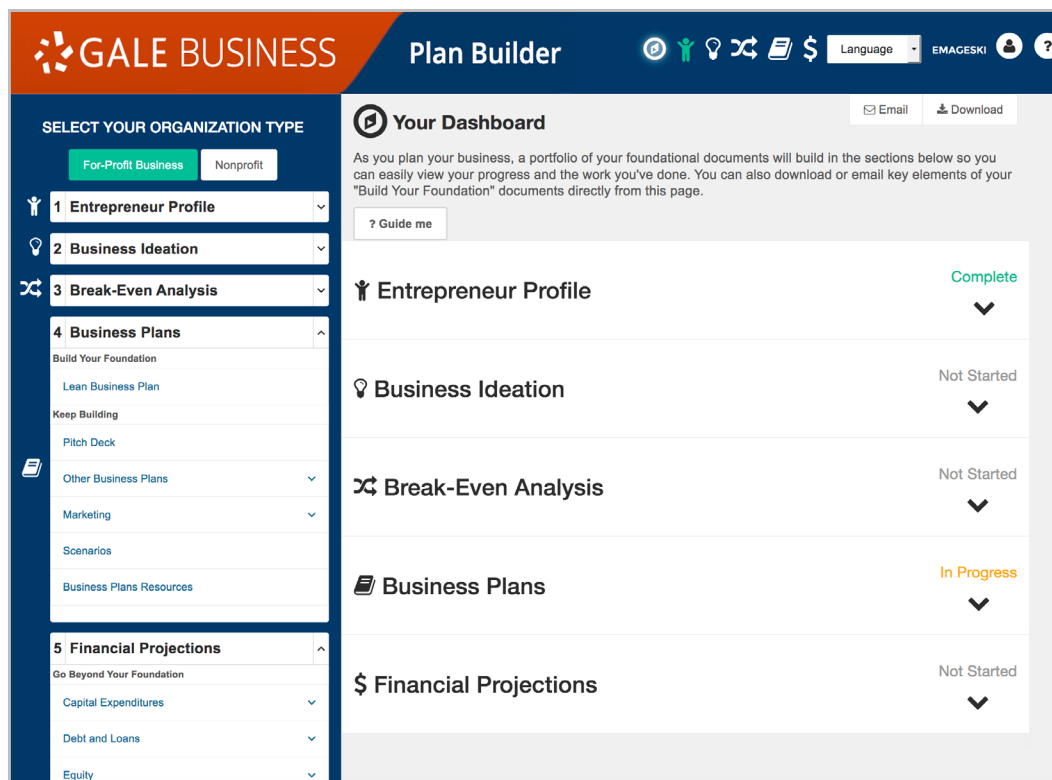 GALE BUSINESS
Plan Builder
$
Language
EMAGESKI
?
SELECT YOUR ORGANIZATION TYPE
For-Profit Business
Nonprofit
1 Entrepreneur Profile
2 Business Ideation
3 Break-Even Analysis
4 Business Plans
Build Your Foundation
Lean Business Plan
Keep Building
Pitch Deck
Other Business Plans
Marketing
Scenarios
Business Plans Resources
5 Financial Projections
Go Beyond Your Foundation
Capital Expenditures
Debt and Loans
Equity
Your Dashboard
Email
Download
As you plan your business, a portfolio of your foundational documents will build in the sections below so you
can easily view your progress and the work you've done. You can also download or email key elements of your
"Build Your Foundation" documents directly from this page.
? Guide me
Entrepreneur Profile
Complete
Business Ideation
Not Started
Break-Even Analysis
Not Started
Business Plans
In Progress
$ Financial Projections
Not Started